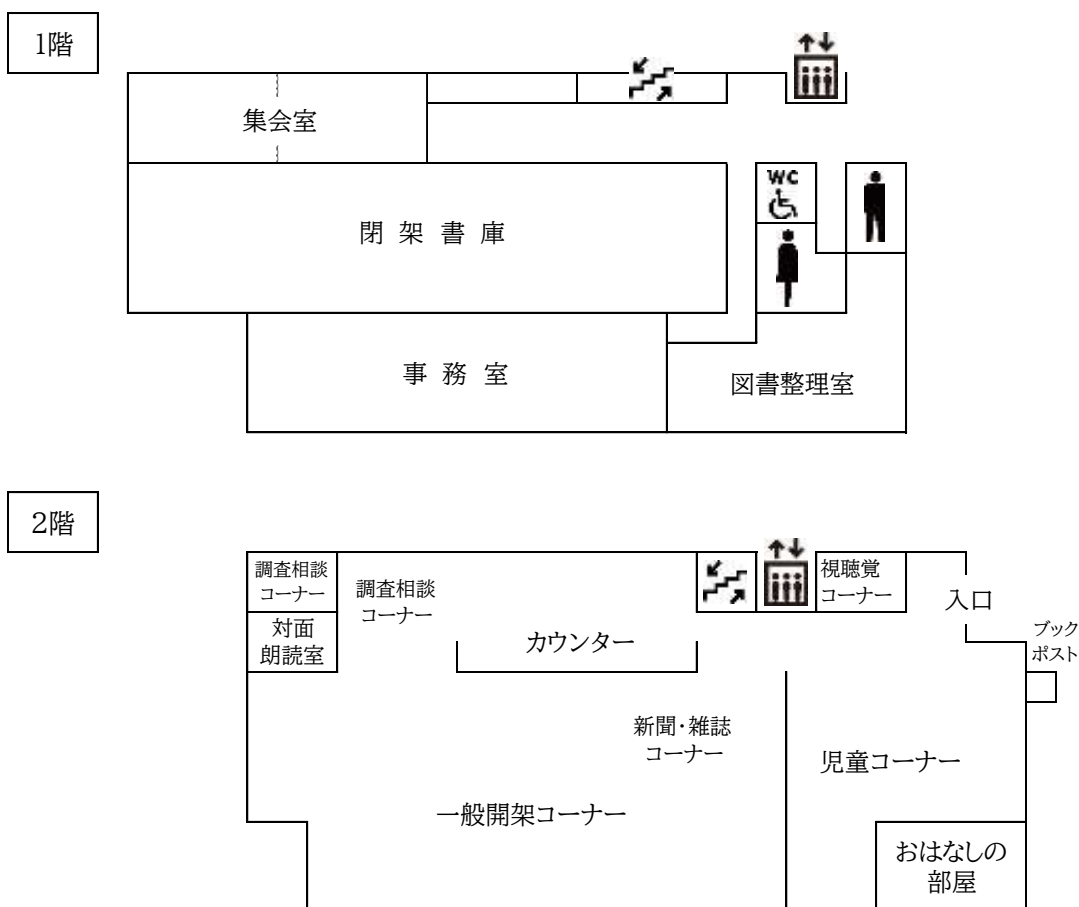 1階
集会室
WC
閉架書庫
事務室
図書整理室
2階
調査相談
コーナー
調査相談
コーナー
視聴覚
コーナー
入口
対面
朗読室
カウンター
ブック
ポスト
新聞・雑誌
コーナー
児童コーナー
一般開架コーナー
おはなしの
部屋